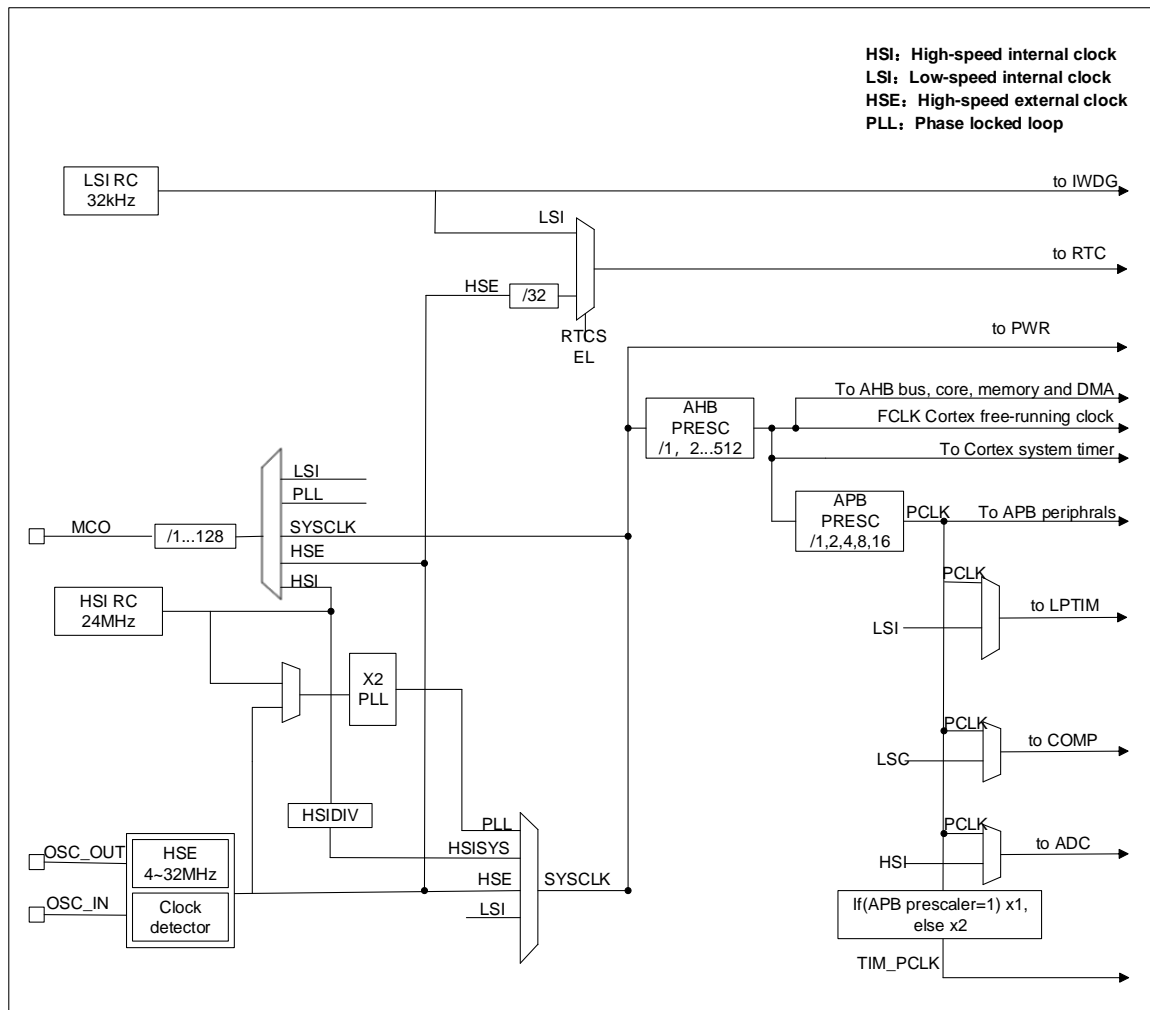 HSI：High-speed internal clock
LSI：Low-speed internal clock
HSE：High-speed external clock
PLL：Phase locked loop
LSI RC
32kHz
to IWDG
LSI
to RTC
HSE
/32
RTCS
EL
to PWR
To AHB bus, core, memory and DMA
AHB
PRESC
/1，2...512
FCLK Cortex free-running clock
To Cortex system timer
LSI
PLL
APB
PRESC
/1,2,4,8,16
PCLK
To APB periphrals
MCO
/1...128
SYSCLK
HSE
HSI
HSI RC
24MHz
PCLK
to LPTIM
LSI
X2
PLL
PCLK
to COMP
LSC
HSIDIV
PLL
HSISYS
PCLK
to ADC
HSI
OSC_OUT
HSE
4~32MHz
HSE
SYSCLK
OSC_IN
Clock
detector
LSI
If(APB prescaler=1) x1,
else x2
TIM_PCLK